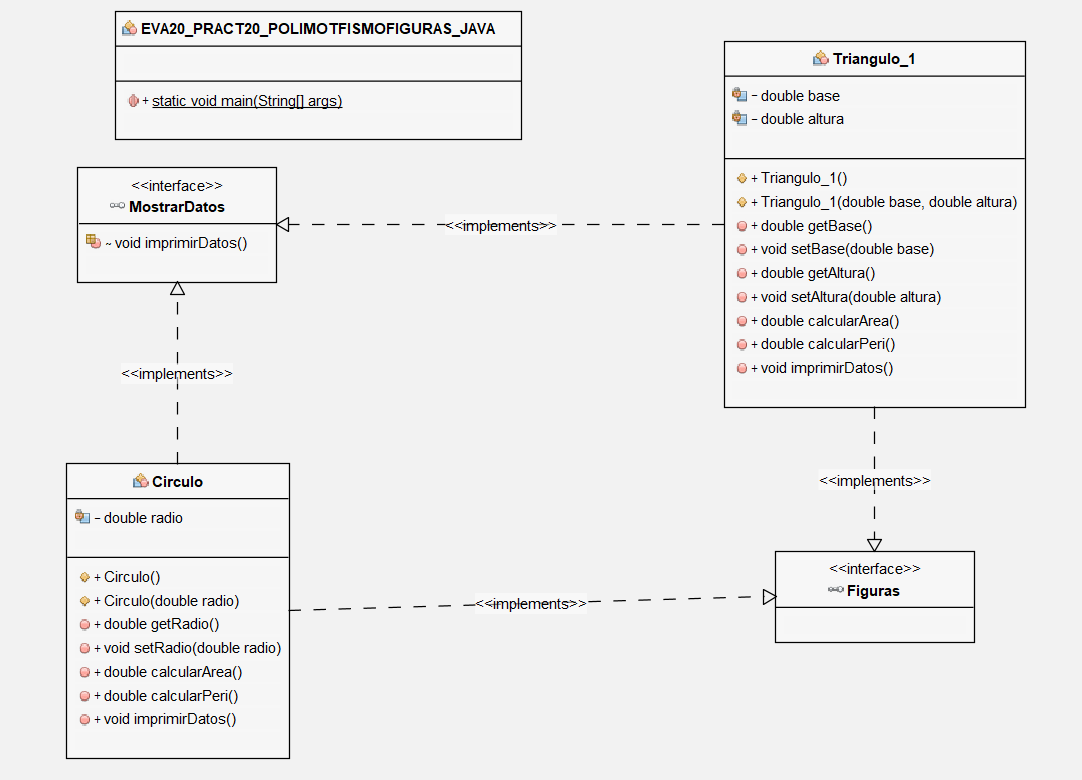 EVA20_PRACT20_POLIMOTFISMOFIGURAS_JAVA
+ static void main(String[] args)
<<interface>>
MostrarDatos
~ void imprimirDatos()
<<implements>>
Triangulo_1
- double base
- double altura
+ Triangulo_1()
+ Triangulo_1(double base, double altura)
+ double getBase()
+ void setBase(double base)
+ double getAltura()
+ void setAltura(double altura)
+ double calcularArea()
+ double calcularPeri()
+ void imprimirDatos()
<<implements>>
<<implements>>
Circulo
- double radio
+ Circulo()
+ Circulo(double radio)
+ double getRadio()
+ void setRadio(double radio)
+ double calcularArea()
+ double calcularPeri()
+ void imprimirDatos()
<<implements>>
<<interface>>
Figuras